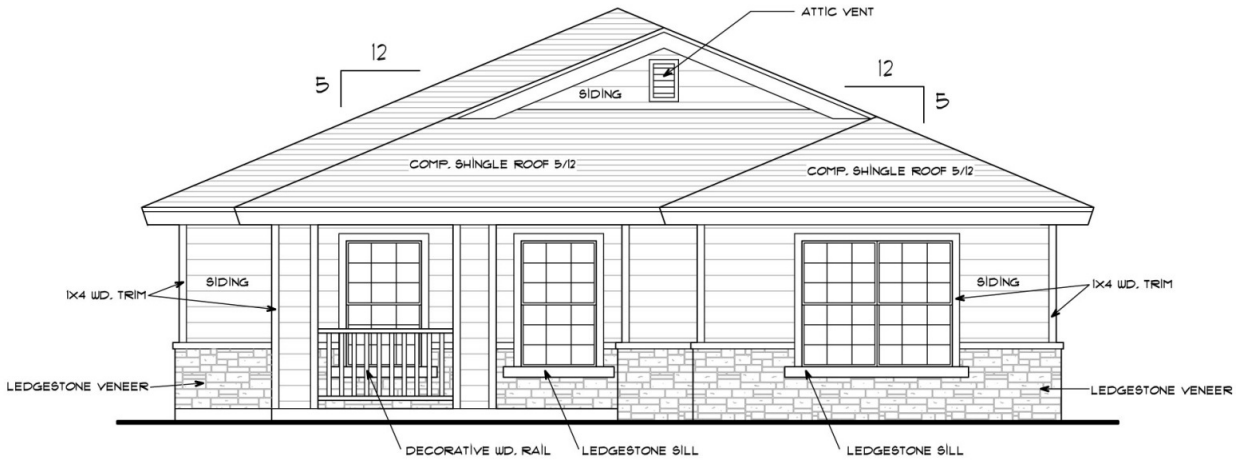 ATTIC VENT
12
5
12
5
SIDING
COMP. SHINGLE ROOF 5/12
COMP. SHINGLE ROOF 5/12
SIDING
SIDING
1X4 WD. TRIM
1X4 WD. TRIM
LEDGESTONE VENEER
LEDGESTONE VENEER
DECORATIVE WD. RAIL
LEDGESTONE SILL
LEDGESTONE SILL